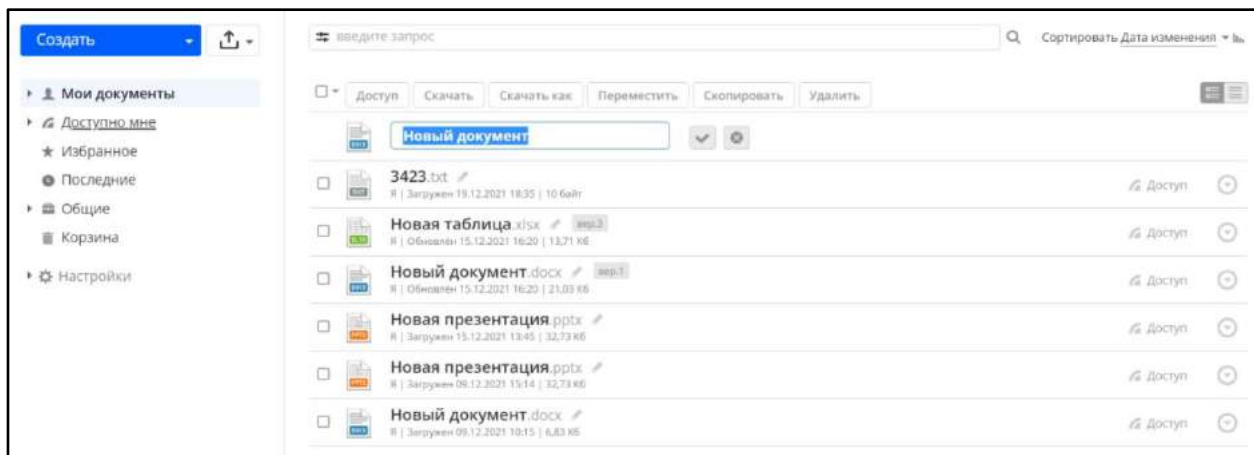 Создать
введите запрос
Сортировать Дата изменения
Мои документы
Доступно мне
Избранное
Последние
Общие
Корзина
Настройки
Доступ Скачать Скачать как Переместить Скопировать Удалить
Новый документ
3423.txt
Я | Загружен 19.12.2021 18:35 | 10 байт
Доступ
Новая таблица.xlsx вер.3
Я | Обновлён 15.12.2021 16:20 | 13,71 Кб
Доступ
Новый документ.docx вер.1
Я | Обновлён 15.12.2021 16:20 | 21,03 Кб
Доступ
Новая презентация.pptx
Я | Загружен 15.12.2021 13:45 | 32,73 Кб
Доступ
Новая презентация.pptx
Я | Загружен 09.12.2021 15:14 | 32,73 Кб
Доступ
Новый документ.docx
Я | Загружен 09.12.2021 10:15 | 6,83 Кб
Доступ